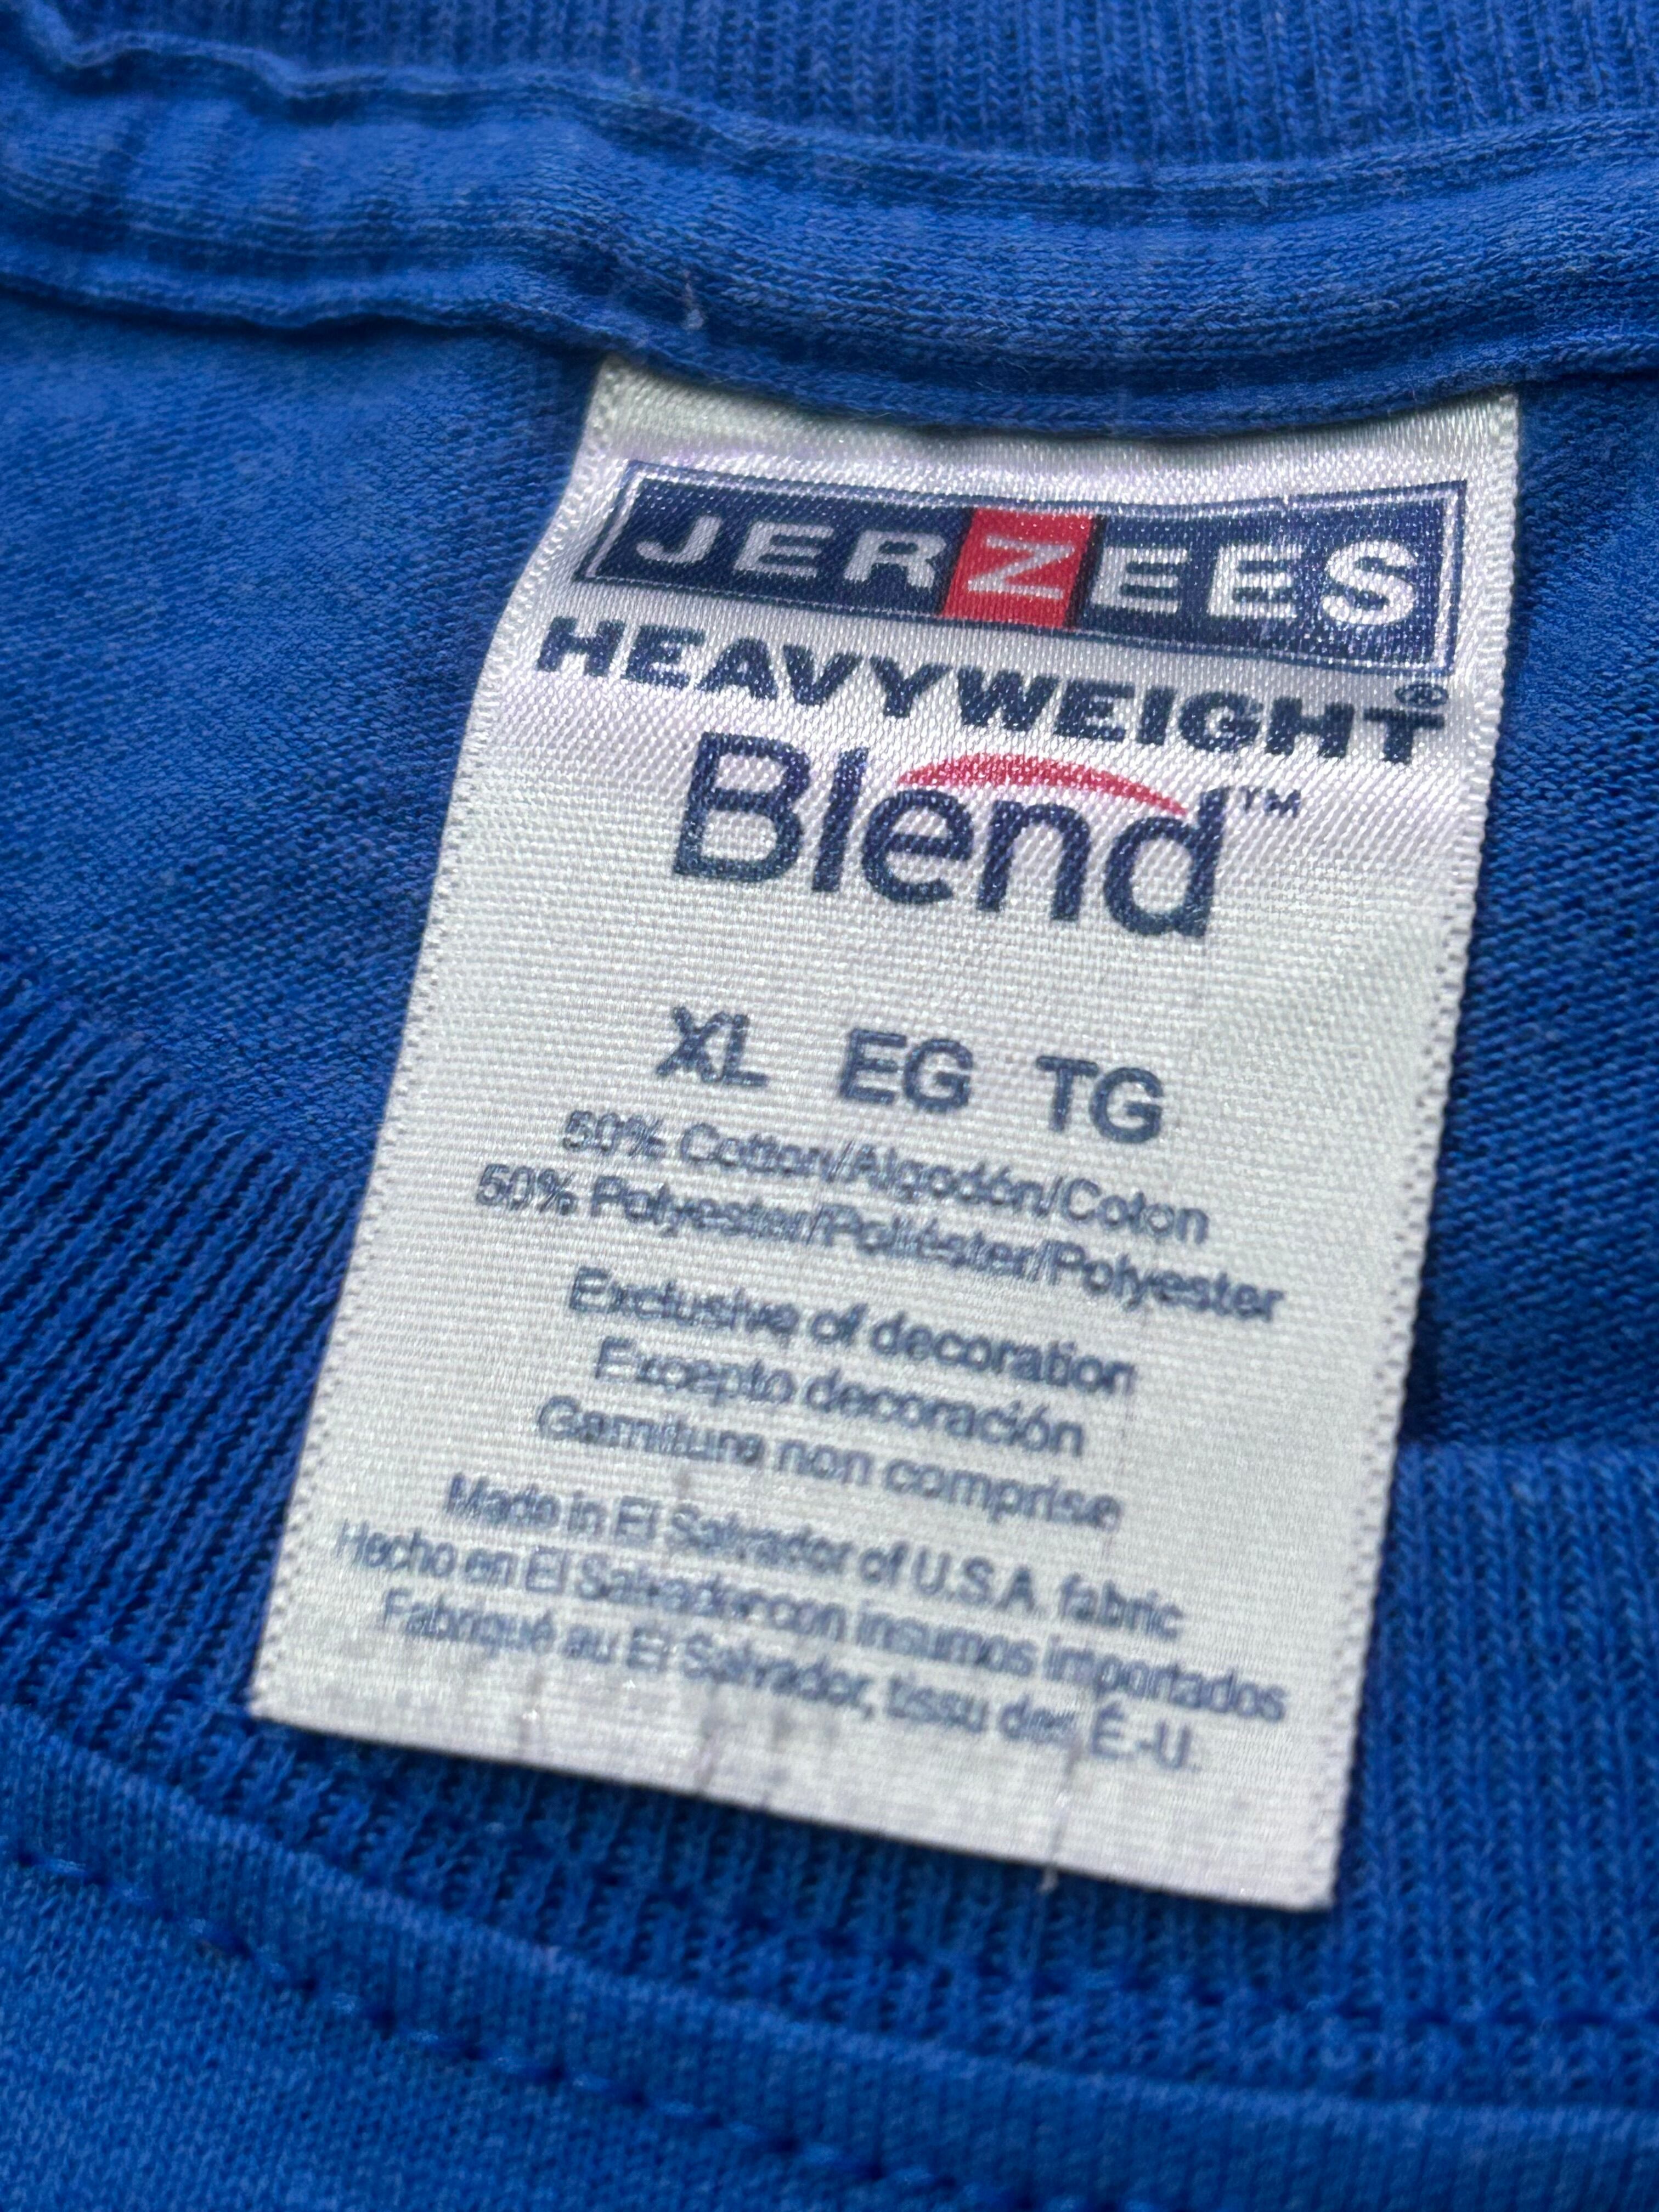 JERZEES
HEAVYWEIGHT®
Blend™
XL EG TG
50% Cotton/Algodón/Coton
50% Polyester/Poliéster/Polyester
Exclusive of decoration
Excepto decoración
Garniture non comprise
Made in El Salvador of U.S.A. fabric
Hecho en El Salvador con insumos importados
Fabriqué au El Salvador, tissu des É.-U.